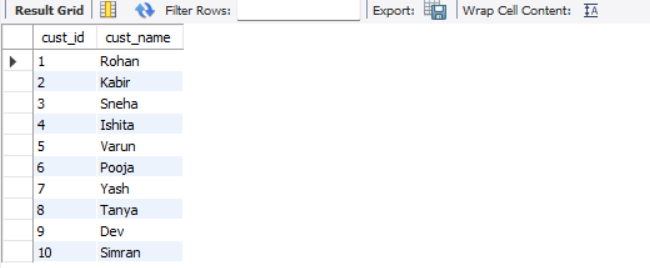 Result Grid Filter Rows: Export: Wrap Cell Content: IA
cust_id cust_name
1 Rohan
2 Kabir
3 Sneha
4 Ishita
5 Varun
6 Pooja
7 Yash
8 Tanya
9 Dev
10 Simran